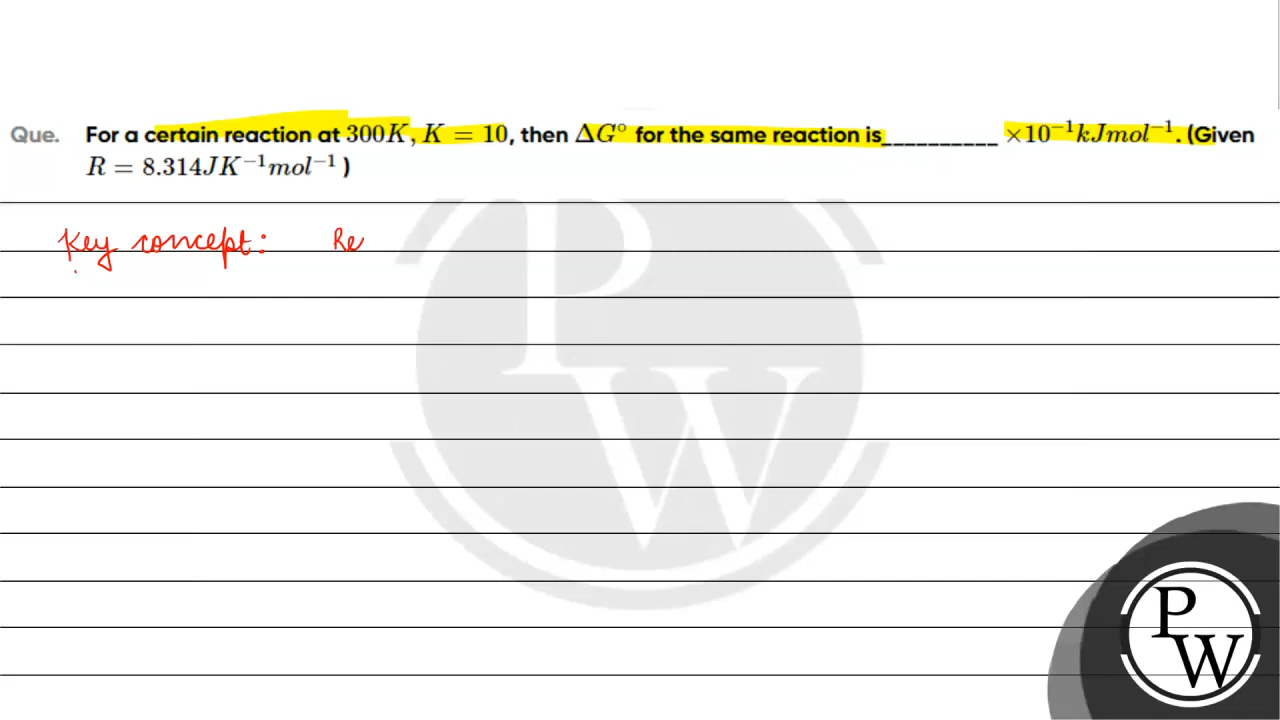 Que. For a certain reaction at 300K, K = 10, then ΔG° for the same reaction is__________ ×10⁻¹kJmol⁻¹. (Given
R = 8.314JK⁻¹mol⁻¹ )
Key concept: Re
P
W
P
W